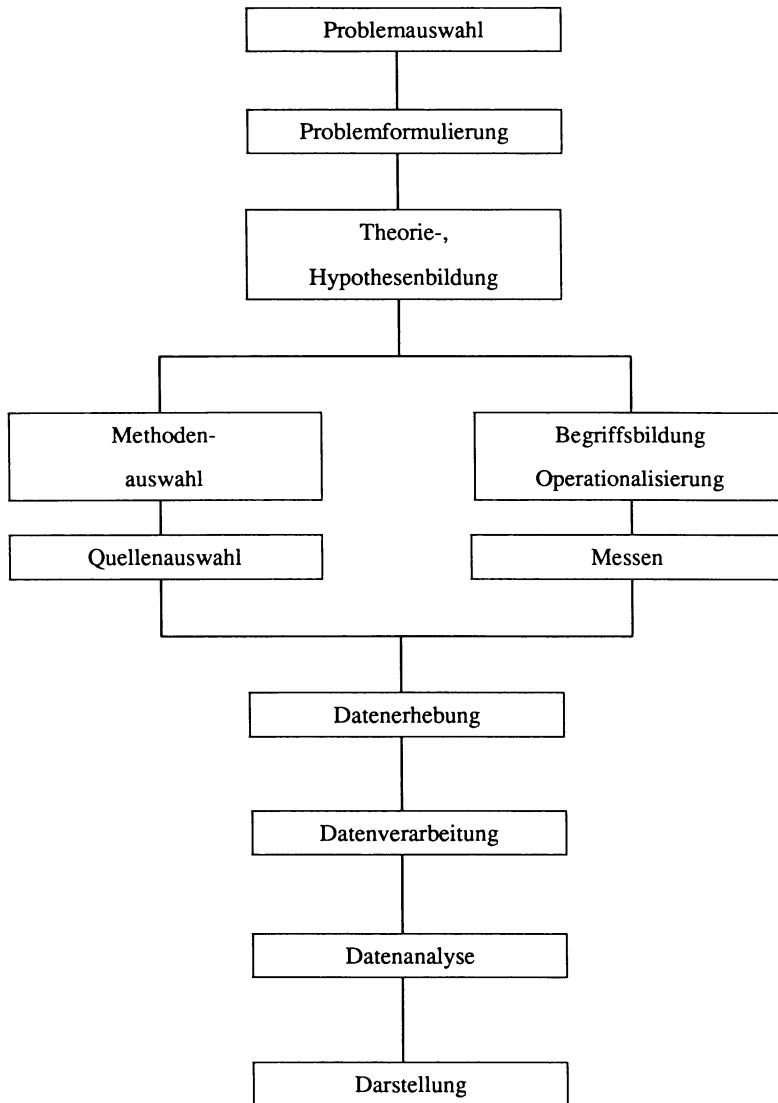 Problemauswahl
Problemformulierung
Theorie-,
Hypothesenbildung
Methoden-
auswahl
Begriffsbildung
Operationalisierung
Quellenauswahl
Messen
Datenerhebung
Datenverarbeitung
Datenanalyse
Darstellung